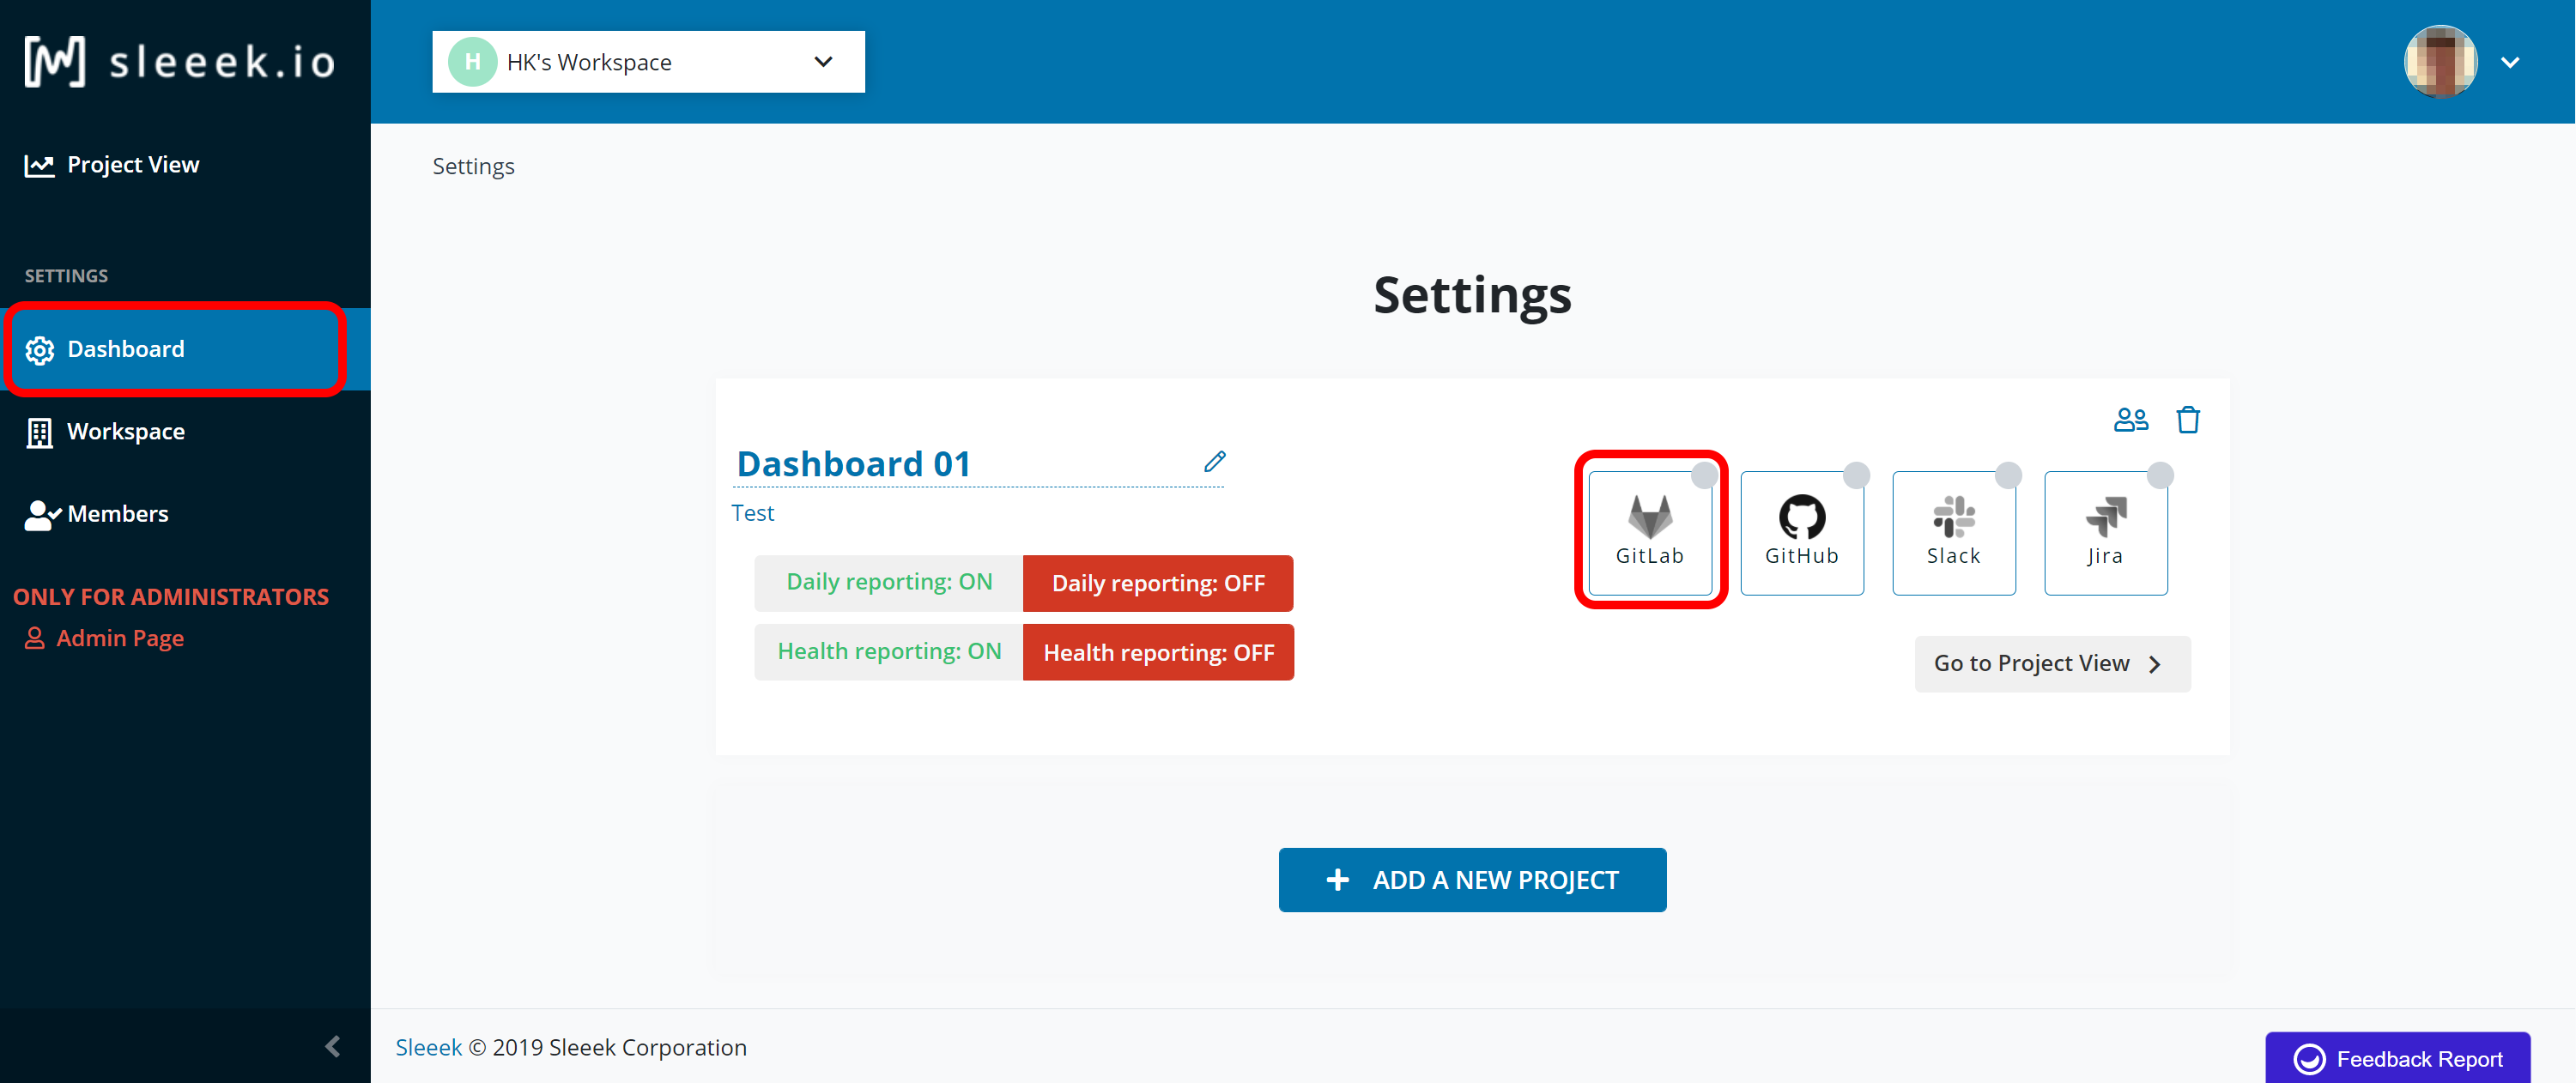 sleeek.io
H HK's Workspace
Project View
Settings
SETTINGS
Settings
Dashboard
Workspace
Members
ONLY FOR ADMINISTRATORS
Admin Page
Dashboard 01
Test
Daily reporting: ON Daily reporting: OFF
Health reporting: ON Health reporting: OFF
GitLab GitHub Slack Jira
Go to Project View
ADD A NEW PROJECT
Sleeek © 2019 Sleeek Corporation
Feedback Report